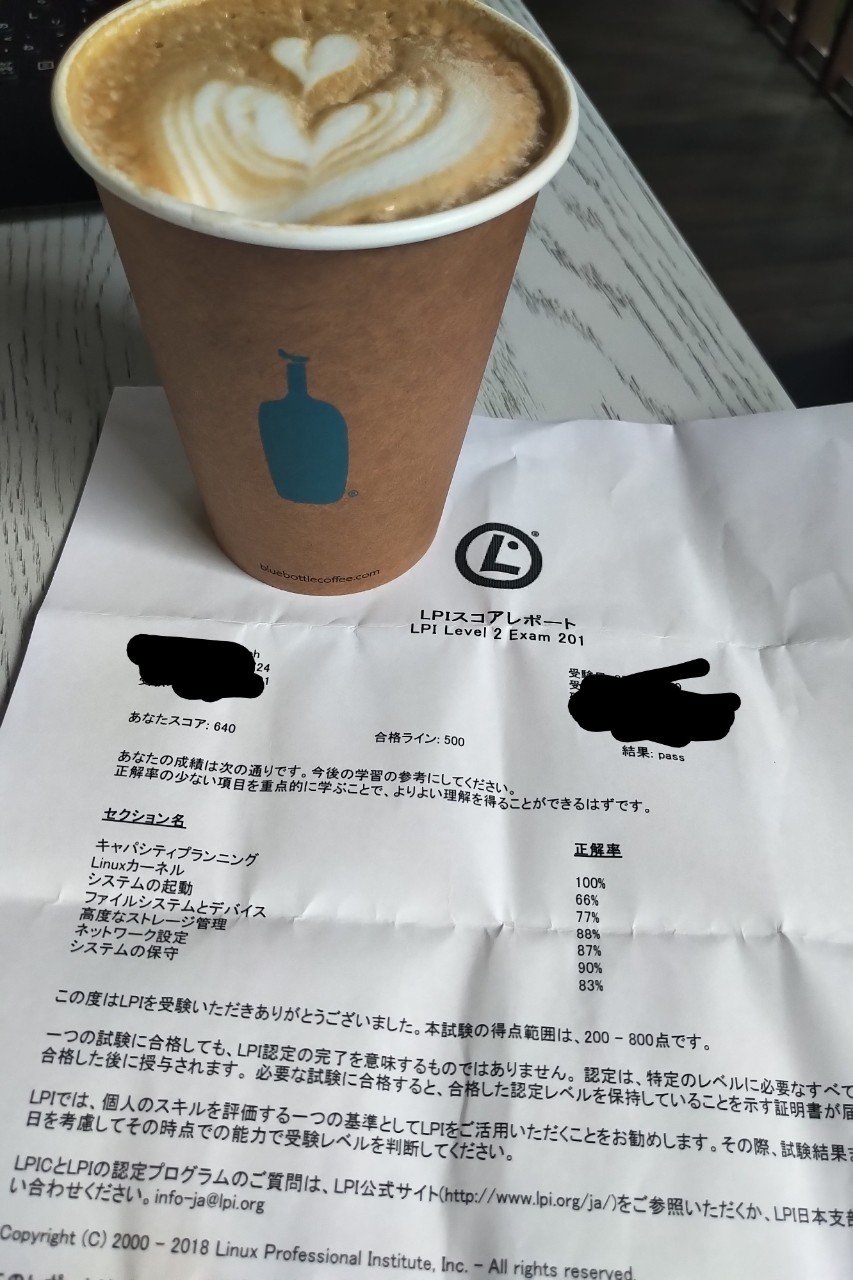 bluebottlecoffee.com
LPIスコアレポート
LPI Level 2 Exam 201
あなたスコア: 640
合格ライン: 500
結果: pass
あなたの成績は次の通りです。今後の学習の参考にしてください。
正解率の少ない項目を重点的に学ぶことで、よりよい理解を得ることができるはずです。
セクション名 正解率
キャパシティプランニング 100%
Linuxカーネル 66%
システムの起動 77%
ファイルシステムとデバイス 88%
高度なストレージ管理 87%
ネットワーク設定 90%
システムの保守 83%
この度はLPIを受験いただきありがとうございました。本試験の得点範囲は、200 - 800点です。
一つの試験に合格しても、LPI認定の完了を意味するものではありません。認定は、特定のレベルに必要なすべて
合格した後に授与されます。必要な試験に合格すると、合格した認定レベルを保持していることを示す証明書が届
LPIでは、個人のスキルを評価する一つの基準としてLPIをご活用いただくことをお勧めします。その際、試験結果
日を考慮してその時点での能力で受験レベルを判断してください。
LPICとLPIの認定プログラムのご質問は、LPI公式サイト(http://www.lpi.org/ja/)をご参照いただくか、LPI日本支部
い合わせください。info-ja@lpi.org
Copyright (C) 2000 - 2018 Linux Professional Institute, Inc. - All rights reserved.